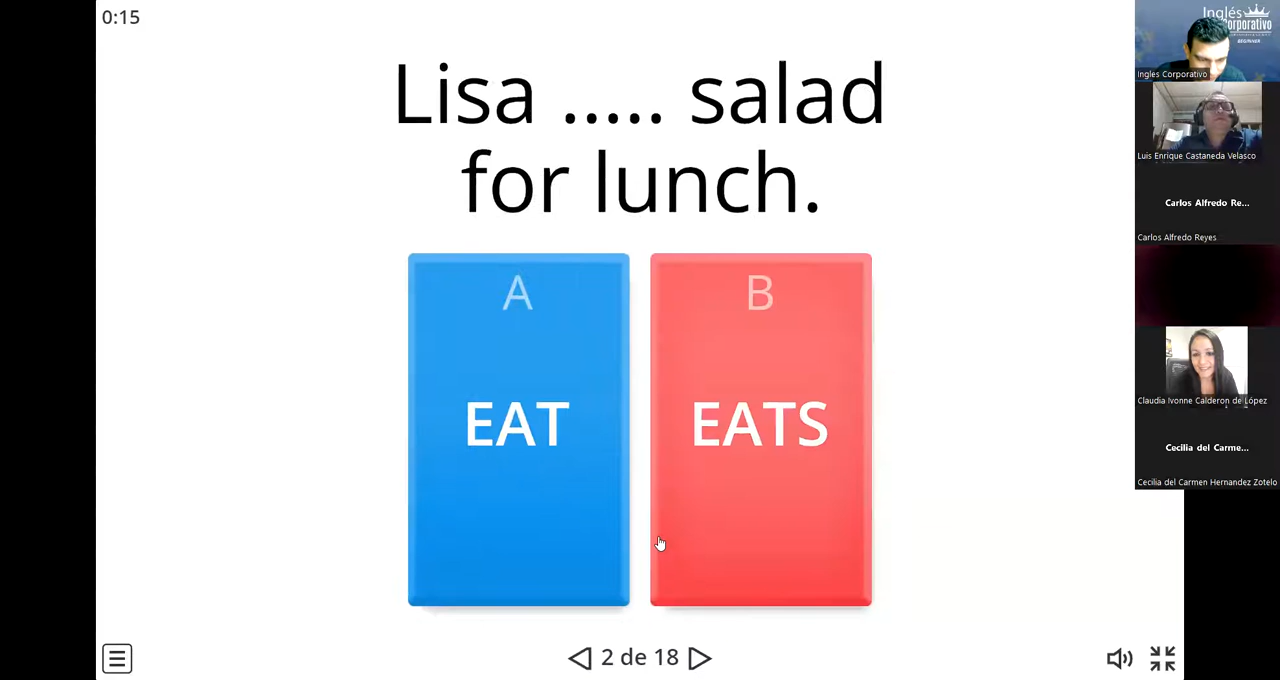 0:15
Lisa ..... salad
for lunch.
A
B
EAT
EATS
2 de 18
Inglés
Corporativo
BEGINNER
Ingles Corporativo
Luis Enrique Castaneda Velasco
Carlos Alfredo Re...
Carlos Alfredo Reyes
Claudia Ivonne Calderon de López
Cecilia del Carme...
Cecilia del Carmen Hernandez Zotelo